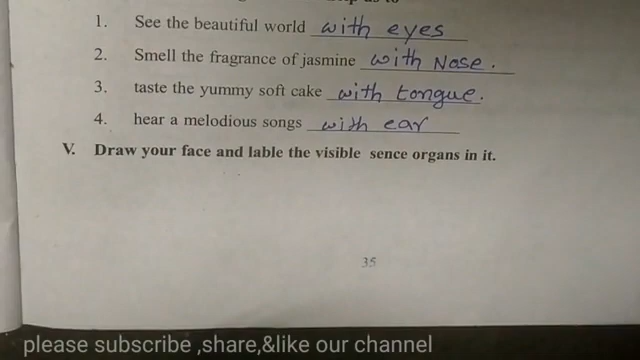 1. See the beautiful world with eyes
2. Smell the fragrance of jasmine with Nose.
3. taste the yummy soft cake with tongue.
4. hear a melodious songs with ear
V. Draw your face and lable the visible sence organs in it.
35
please subscribe ,share,&like our channel